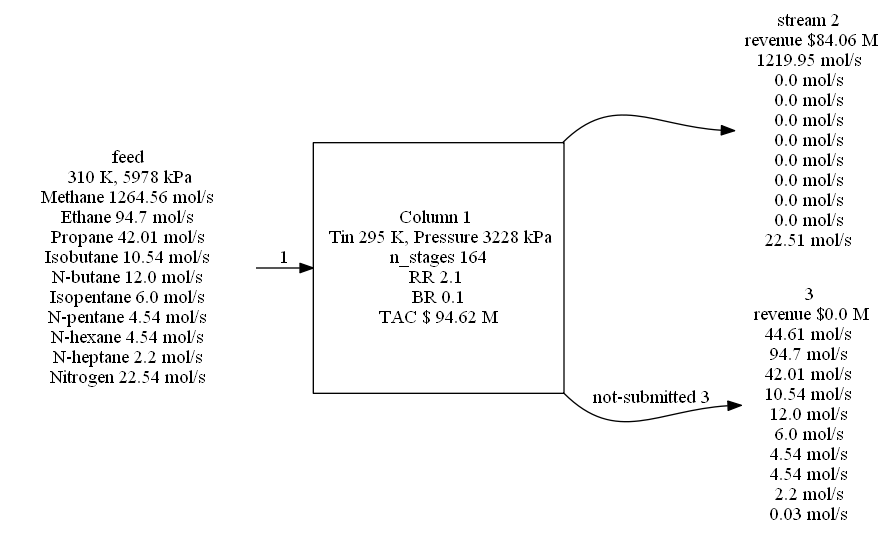 feed
310 K, 5978 kPa
Methane 1264.56 mol/s
Ethane 94.7 mol/s
Propane 42.01 mol/s
Isobutane 10.54 mol/s
N-butane 12.0 mol/s
Isopentane 6.0 mol/s
N-pentane 4.54 mol/s
N-hexane 4.54 mol/s
N-heptane 2.2 mol/s
Nitrogen 22.54 mol/s
1
Column 1
Tin 295 K, Pressure 3228 kPa
n_stages 164
RR 2.1
BR 0.1
TAC $ 94.62 M
stream 2
revenue $84.06 M
1219.95 mol/s
0.0 mol/s
0.0 mol/s
0.0 mol/s
0.0 mol/s
0.0 mol/s
0.0 mol/s
0.0 mol/s
0.0 mol/s
22.51 mol/s
not-submitted 3
3
revenue $0.0 M
44.61 mol/s
94.7 mol/s
42.01 mol/s
10.54 mol/s
12.0 mol/s
6.0 mol/s
4.54 mol/s
4.54 mol/s
2.2 mol/s
0.03 mol/s